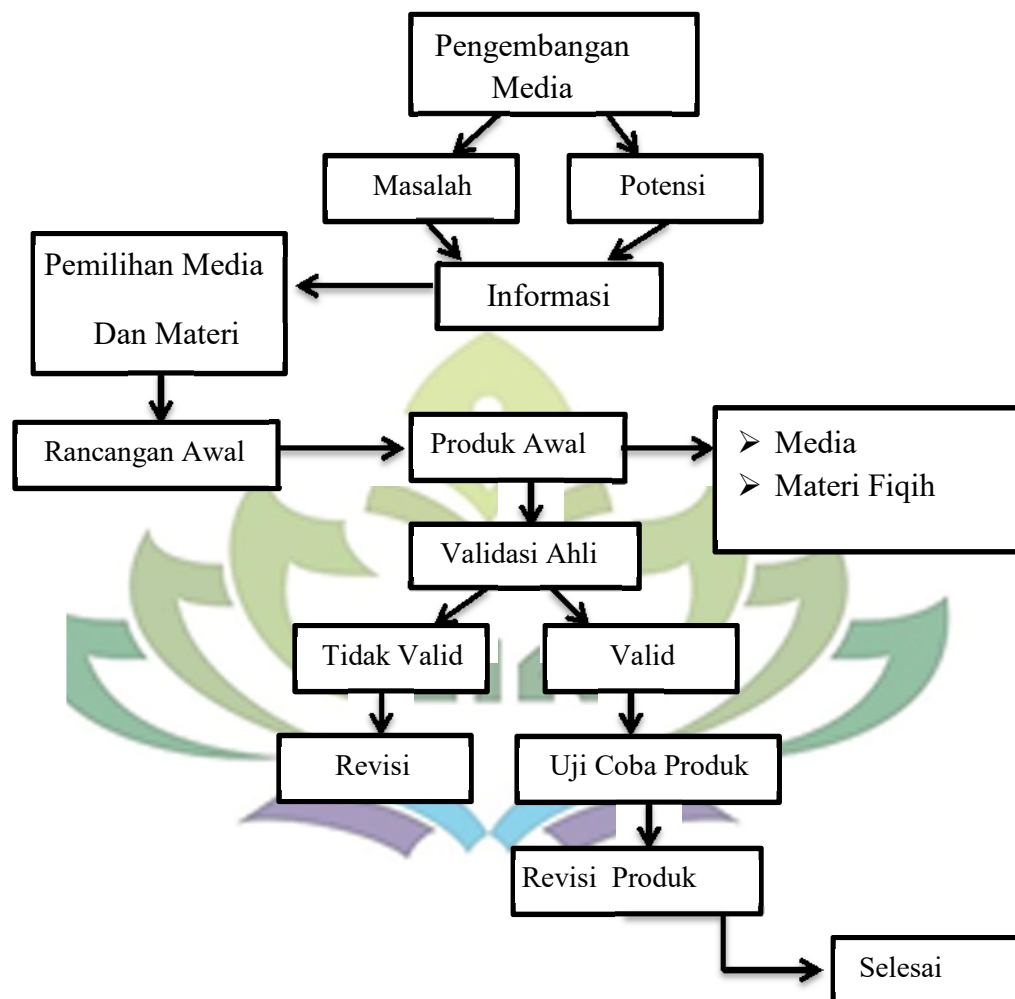 Pengembangan
Media
Masalah
Potensi
Pemilihan Media
Dan Materi
Informasi
Rancangan Awal
Produk Awal
➢ Media
➢ Materi Fiqih
Validasi Ahli
Tidak Valid
Valid
Revisi
Uji Coba Produk
Revisi Produk
Selesai